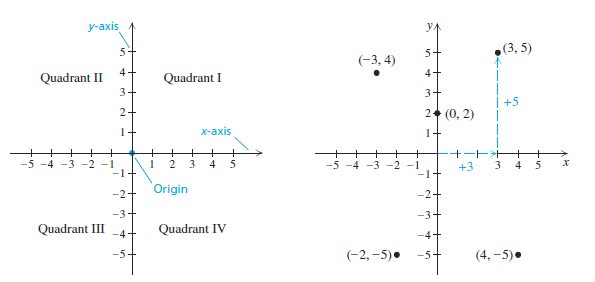 y-axis
5
4
Quadrant II
Quadrant I
3
2
1
x-axis
−5 −4 −3 −2 −1
1 2 3 4 5
−1
−2
Origin
−3
Quadrant III
−4
Quadrant IV
−5
y
5
(3, 5)
(−3, 4)
4
3
+5
2
(0, 2)
1
−5 −4 −3 −2 −1
+3
3 4 5
x
−1
−2
−3
−4
(−2, −5)
−5
(4, −5)